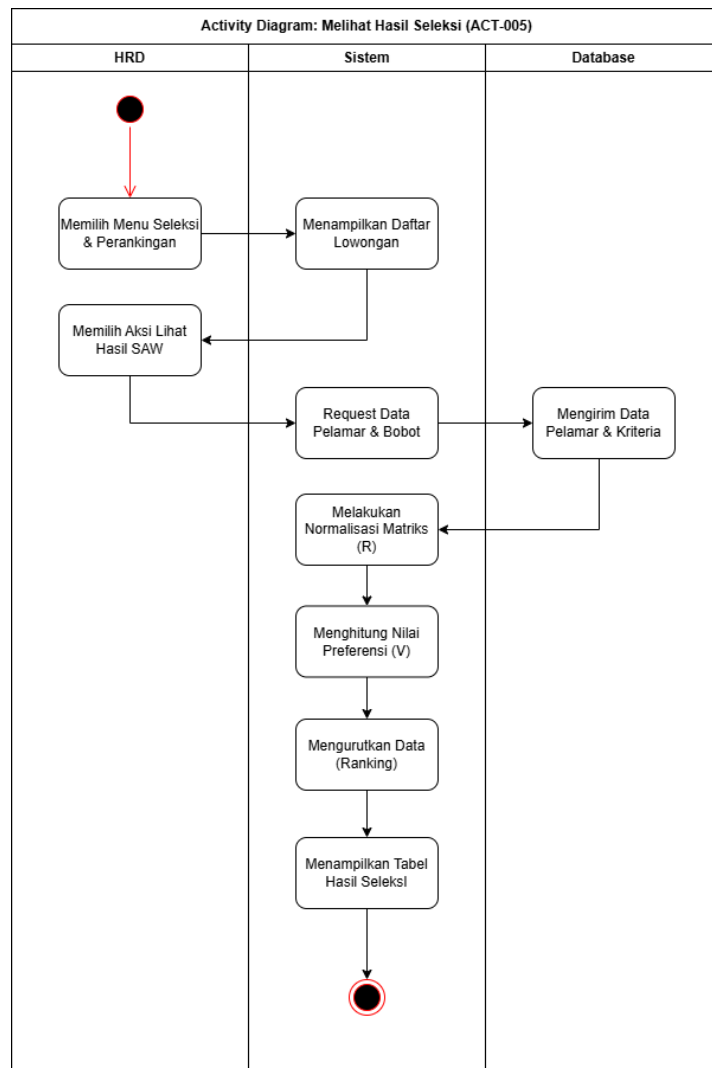 Activity Diagram: Melihat Hasil Seleksi (ACT-005)
HRD
Sistem
Database
Memilih Menu Seleksi
& Perankingan
Menampilkan Daftar
Lowongan
Memilih Aksi Lihat
Hasil SAW
Request Data
Pelamar & Bobot
Mengirim Data
Pelamar & Kriteria
Melakukan
Normalisasi Matriks
(R)
Menghitung Nilai
Preferensi (V)
Mengurutkan Data
(Ranking)
Menampilkan Tabel
Hasil SeleksI